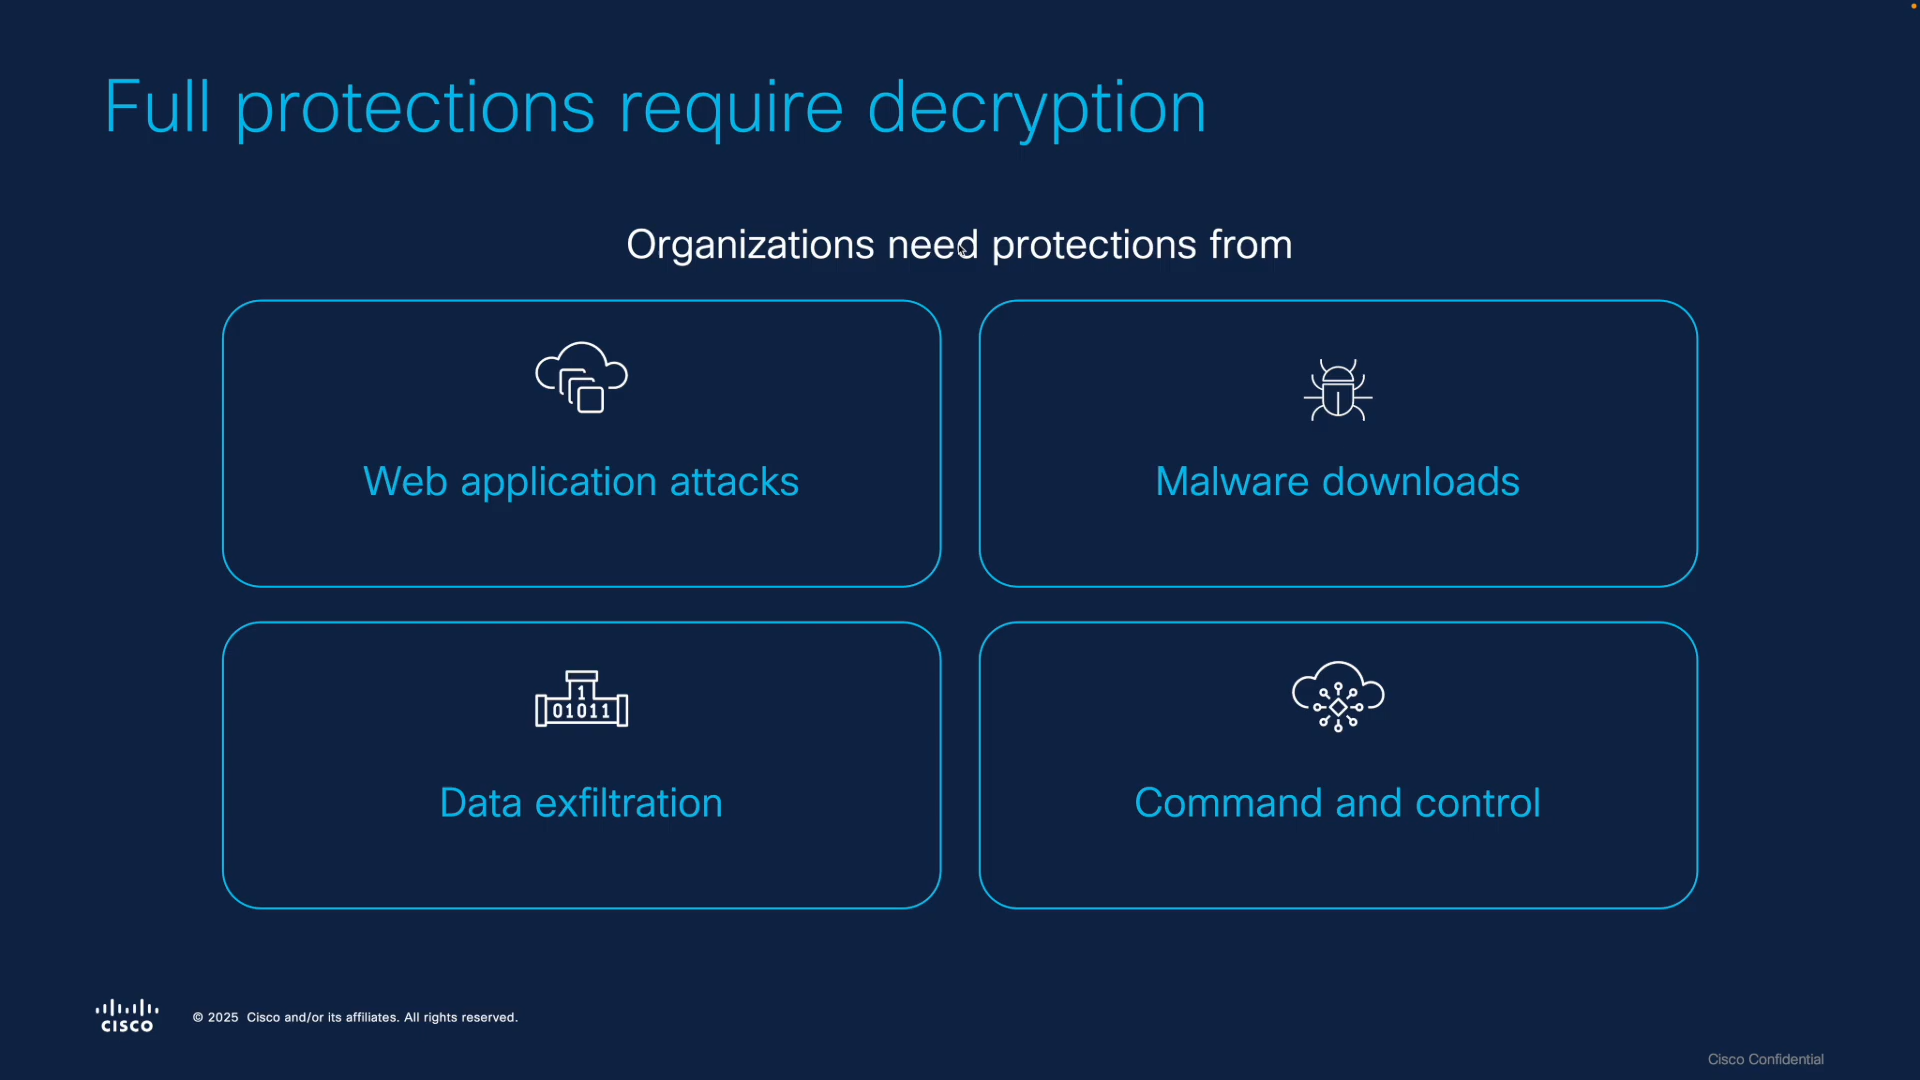 Full protections require decryption
Organizations need protections from
Web application attacks
Malware downloads
1
01011
Data exfiltration
Command and control
CISCO
© 2025 Cisco and/or its affiliates. All rights reserved.
Cisco Confidential